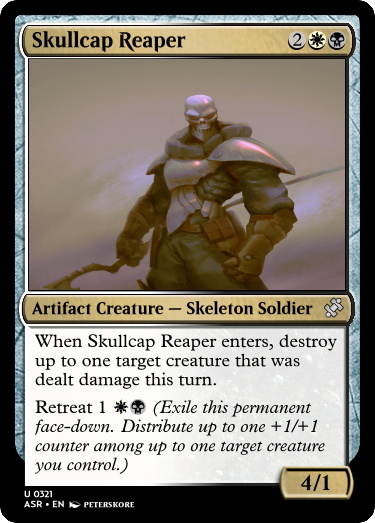 Skullcap Reaper 2
Artifact Creature — Skeleton Soldier
When Skullcap Reaper enters, destroy
up to one target creature that was
dealt damage this turn.
Retreat 1 (Exile this permanent
face-down. Distribute up to one +1/+1
counter among up to one target creature
you control.)
4/1
U 0321
ASR • EN PETERSKORE